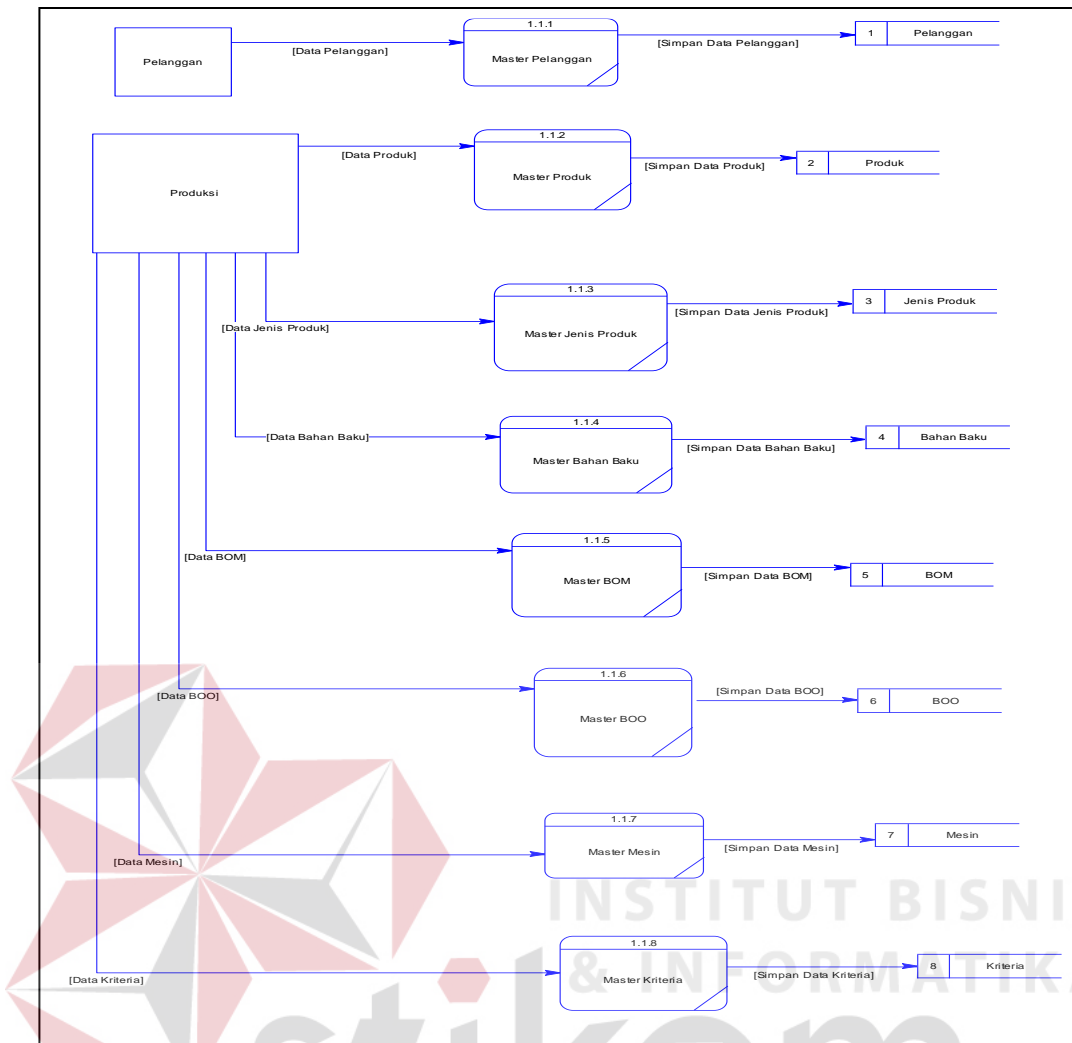 Pelanggan
[Data Pelanggan]
1.1.1
Master Pelanggan
[Simpan Data Pelanggan]
1 Pelanggan
Produksi
[Data Produk]
1.1.2
Master Produk
[Simpan Data Produk]
2 Produk
[Data Jenis Produk]
1.1.3
Master Jenis Produk
[Simpan Data Jenis Produk]
3 Jenis Produk
[Data Bahan Baku]
1.1.4
Master Bahan Baku
[Simpan Data Bahan Baku]
4 Bahan Baku
[Data BOM]
1.1.5
Master BOM
[Simpan Data BOM]
5 BOM
[Data BOO]
1.1.6
Master BOO
[Simpan Data BOO]
6 BOO
[Data Mesin]
1.1.7
Master Mesin
[Simpan Data Mesin]
7 Mesin
[Data Kriteria]
1.1.8
Master Kriteria
[Simpan Data Kriteria]
8 Kriteria
INSTITUT BISNI
& INFORMATIKA
stikom